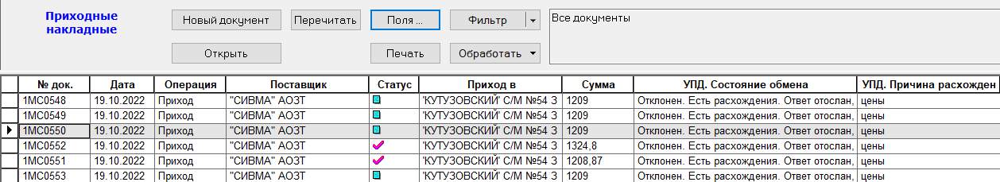 Приходные накладные
Новый документ Перечитать Поля ... Фильтр Все документы
Открыть Печать Обработать
№ док. Дата Операция Поставщик Статус Приход в Сумма УПД. Состояние обмена УПД. Причина расхожден
1МС0548 19.10.2022 Приход "СИВМА" АОЗТ 'КУТУЗОВСКИЙ' С/М №54 З 1209 Отклонен. Есть расхождения. Ответ отослан, цены
1МС0549 19.10.2022 Приход "СИВМА" АОЗТ 'КУТУЗОВСКИЙ' С/М №54 З 1209 Отклонен. Есть расхождения. Ответ отослан, цены
1МС0550 19.10.2022 Приход "СИВМА" АОЗТ 'КУТУЗОВСКИЙ' С/М №54 З 1209 Отклонен. Есть расхождения. Ответ отослан, цены
1МС0552 19.10.2022 Приход "СИВМА" АОЗТ 'КУТУЗОВСКИЙ' С/М №54 З 1324,8 Отклонен. Есть расхождения. Ответ отослан, цены
1МС0551 19.10.2022 Приход "СИВМА" АОЗТ 'КУТУЗОВСКИЙ' С/М №54 З 1208,87 Отклонен. Есть расхождения. Ответ отослан, цены
1МС0553 19.10.2022 Приход "СИВМА" АОЗТ 'КУТУЗОВСКИЙ' С/М №54 З 1209 Отклонен. Есть расхождения. Ответ отослан, цены